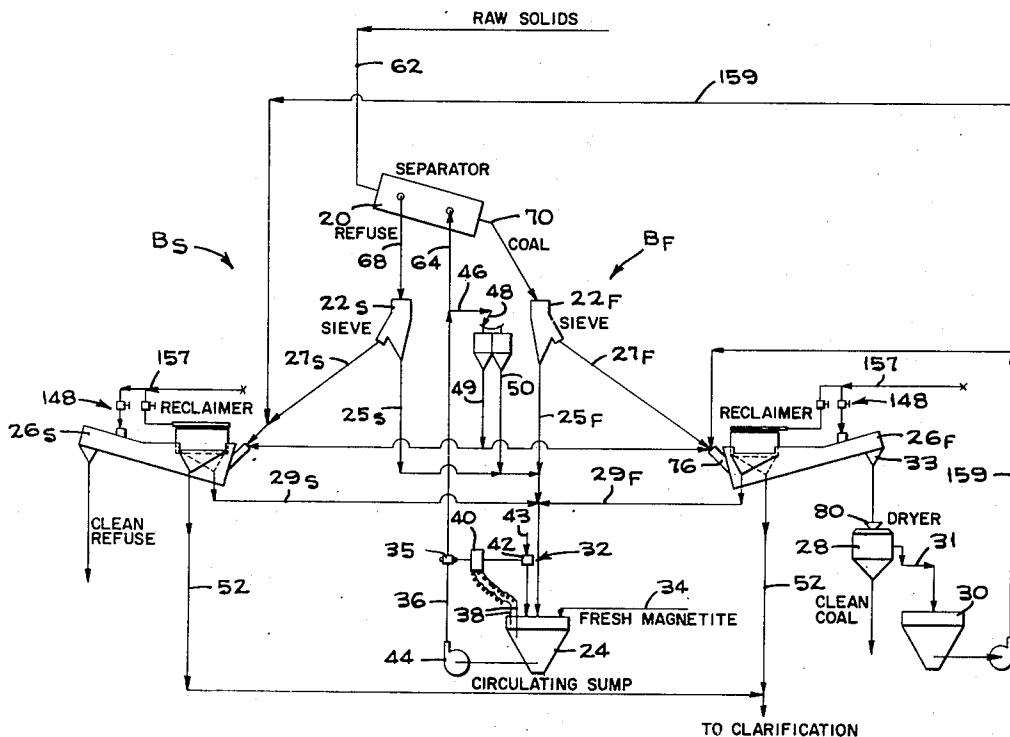 RAW SOLIDS
62
159
SEPARATOR
20
REFUSE
68
64
70
COAL
BS
BF
46
48
22S
SIEVE
22F
SIEVE
27S
27F
157
148
RECLAIMER
26S
49
50
25S
25F
157
148
RECLAIMER
26F
76
33
159
29S
29F
CLEAN
REFUSE
43
40
42
32
35
80
DRYER
28
31
52
36
38
34
FRESH MAGNETITE
24
44
CIRCULATING SUMP
52
CLEAN
COAL
30
TO CLARIFICATION